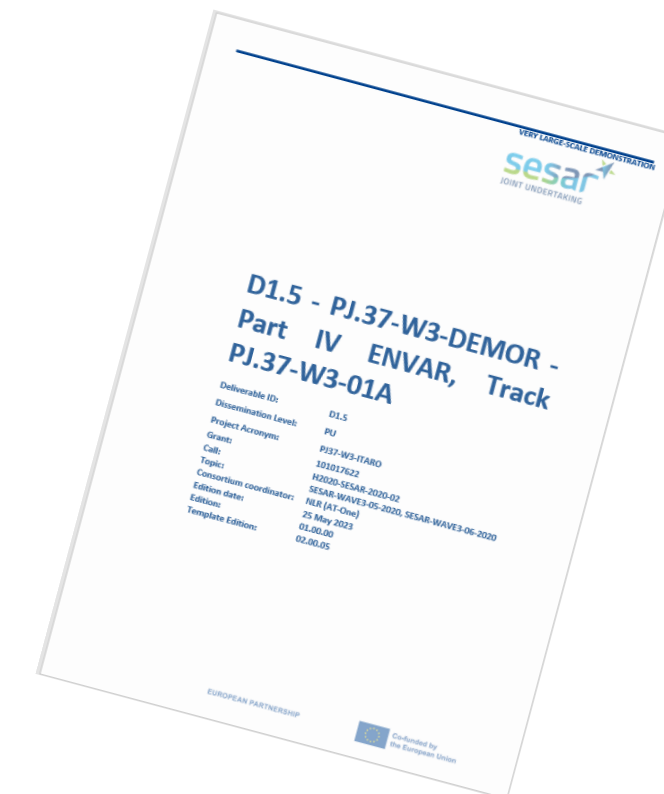 VERY LARGE-SCALE DEMONSTRATION
sesar
JOINT UNDERTAKING
D1.5 - PJ.37-W3-DEMOR -
Part IV ENVAR, Track
PJ.37-W3-01A
Deliverable ID: D1.5
Dissemination Level: PU
Project Acronym: PJ37-W3-ITARO
Grant: 101017622
Call: H2020-SESAR-2020-02
Topic: SESAR-WAVE3-05-2020, SESAR-WAVE3-06-2020
Consortium coordinator: NLR (AT-One)
Edition date: 25 May 2023
Edition: 01.00.00
Template Edition: 02.00.05
EUROPEAN PARTNERSHIP
Co-funded by
the European Union